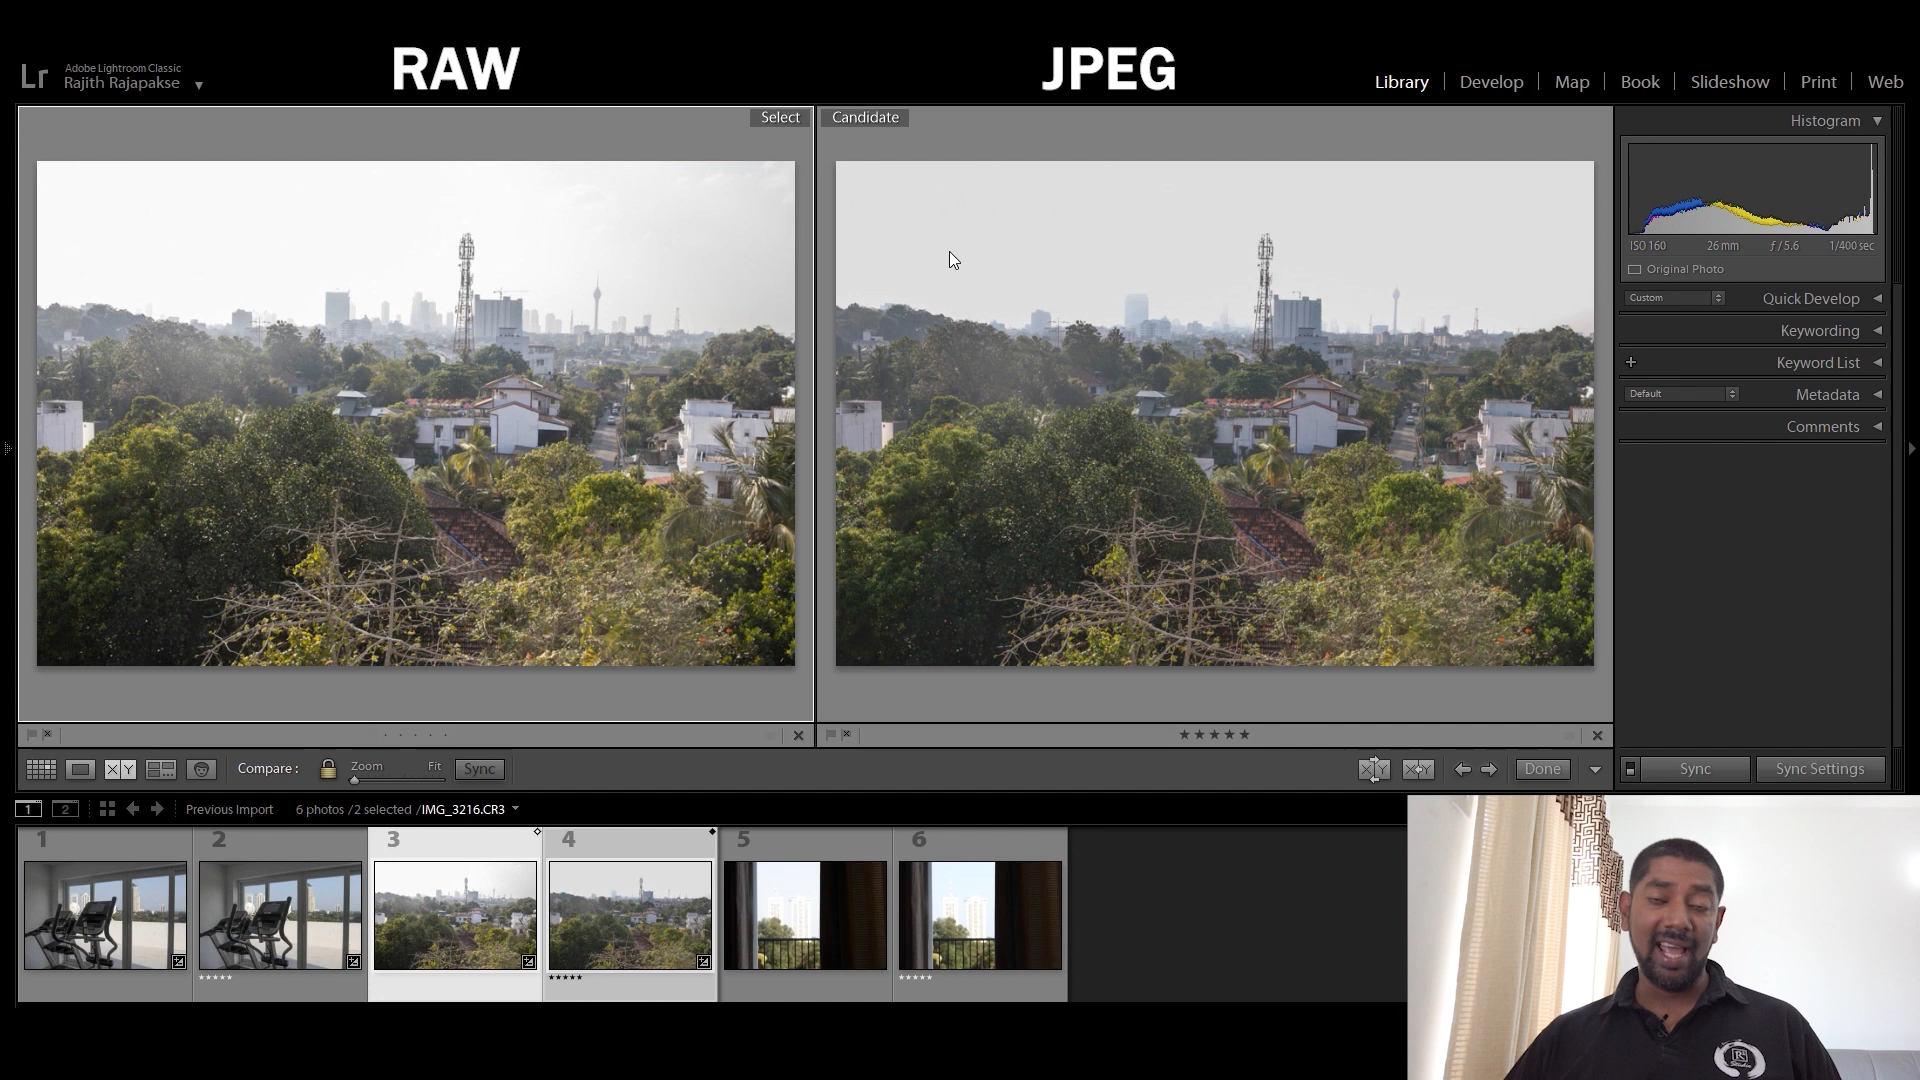 RAW
JPEG
Lr
Adobe Lightroom Classic
Rajith Rajapakse
Library
Develop
Map
Book
Slideshow
Print
Web
Select
Candidate
Histogram
ISO 160
26 mm
ƒ / 5.6
1/400 sec
Original Photo
Custom
Quick Develop
Keywording
+ Keyword List
Default
Metadata
Comments
★★★★★
X Y
Compare :
Zoom
Fit
Sync
X Y
X Y
Done
Sync
Sync Settings
1
2
Previous Import
6 photos / 2 selected / IMG_3216.CR3
1
2
3
4
5
6
★★★★★
★★★★★
★★★★★